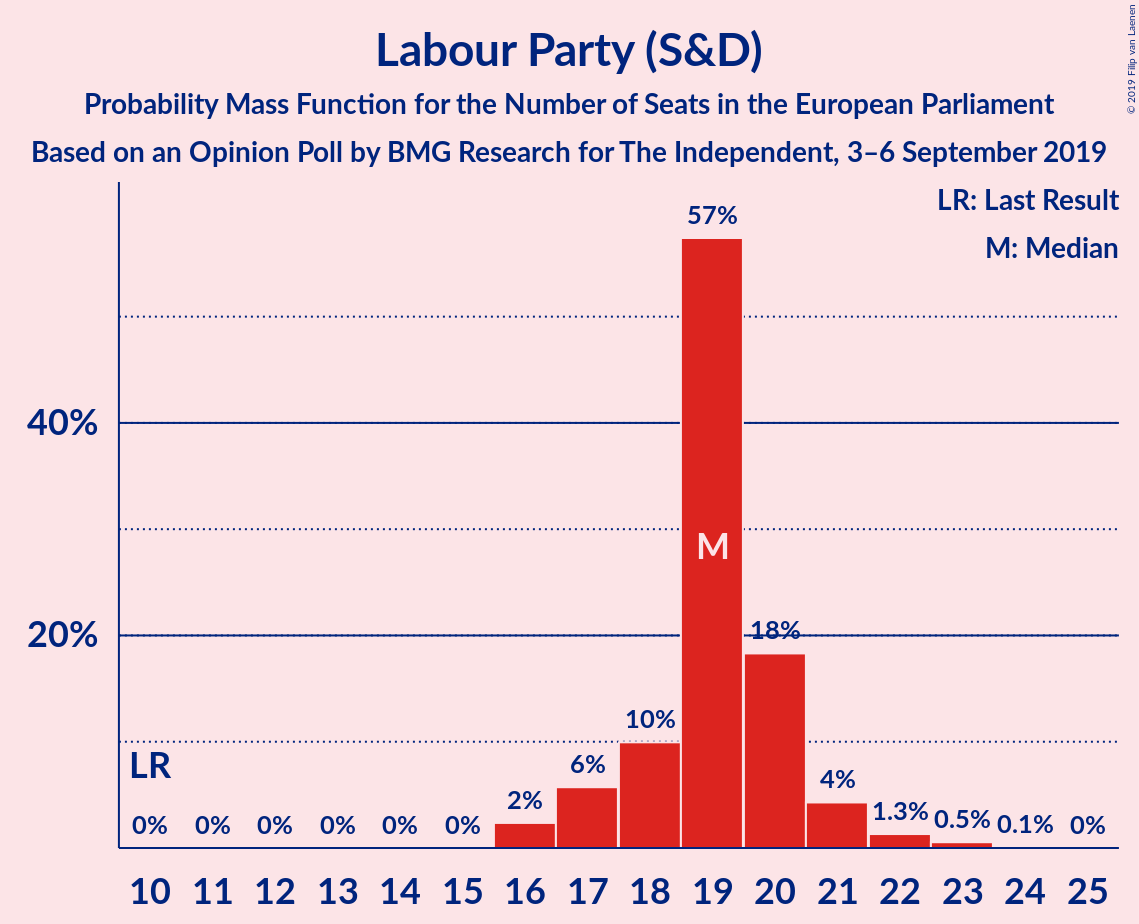 Labour Party (S&D)
Probability Mass Function for the Number of Seats in the European Parliament
Based on an Opinion Poll by BMG Research for The Independent, 3–6 September 2019
© 2019 Filip van Laenen
LR: Last Result
M: Median
57%
40%
M
20%
18%
10%
LR
6%
4%
2%
1.3%
0.5%
0.1%
0% 0% 0% 0% 0% 0% 0%
10 11 12 13 14 15 16 17 18 19 20 21 22 23 24 25